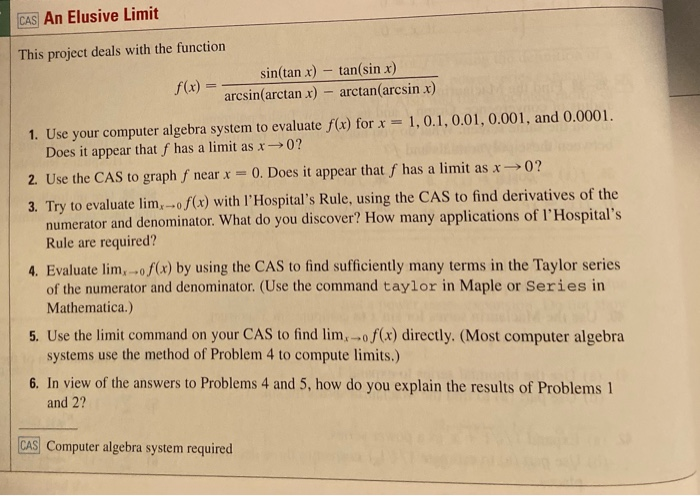 CAS An Elusive Limit
This project deals with the function
f(x) = \frac{sin(tan x) − tan(sin x)}{arcsin(arctan x) − arctan(arcsin x)}
1. Use your computer algebra system to evaluate f(x) for x = 1, 0.1, 0.01, 0.001, and 0.0001.
Does it appear that f has a limit as x→0?
2. Use the CAS to graph f near x = 0. Does it appear that f has a limit as x→0?
3. Try to evaluate lim_{x→0} f(x) with l'Hospital's Rule, using the CAS to find derivatives of the
numerator and denominator. What do you discover? How many applications of l'Hospital's
Rule are required?
4. Evaluate lim_{x→0} f(x) by using the CAS to find sufficiently many terms in the Taylor series
of the numerator and denominator. (Use the command taylor in Maple or Series in
Mathematica.)
5. Use the limit command on your CAS to find lim_{x→0} f(x) directly. (Most computer algebra
systems use the method of Problem 4 to compute limits.)
6. In view of the answers to Problems 4 and 5, how do you explain the results of Problems 1
and 2?
CAS Computer algebra system required